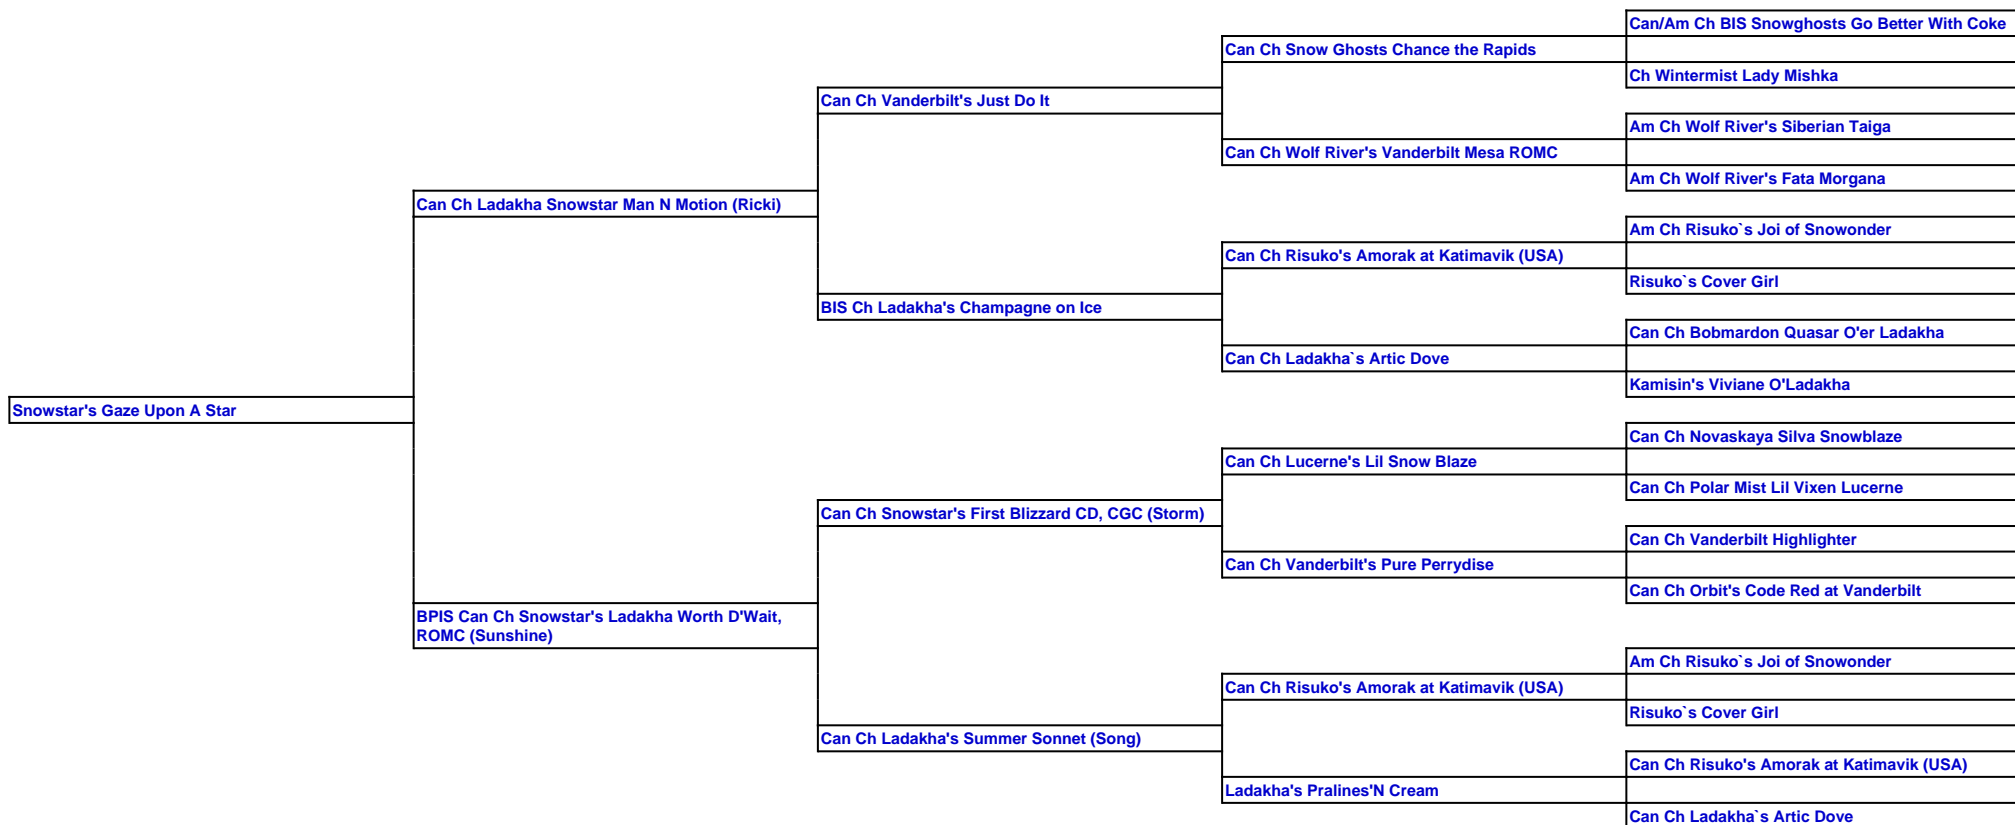 Can/Am Ch BIS Snowghosts Go Better With Coke
Can Ch Snow Ghosts Chance the Rapids
Ch Wintermist Lady Mishka
Can Ch Vanderbilt's Just Do It
Am Ch Wolf River's Siberian Taiga
Can Ch Wolf River's Vanderbilt Mesa ROMC
Am Ch Wolf River's Fata Morgana
Can Ch Ladakha Snowstar Man N Motion (Ricki)
Am Ch Risuko`s Joi of Snowonder
Can Ch Risuko's Amorak at Katimavik (USA)
Risuko`s Cover Girl
BIS Ch Ladakha's Champagne on Ice
Can Ch Bobmardon Quasar O'er Ladakha
Can Ch Ladakha`s Artic Dove
Kamisin's Viviane O'Ladakha
Snowstar's Gaze Upon A Star
Can Ch Novaskaya Silva Snowblaze
Can Ch Lucerne's Lil Snow Blaze
Can Ch Polar Mist Lil Vixen Lucerne
Can Ch Snowstar's First Blizzard CD, CGC (Storm)
Can Ch Vanderbilt Highlighter
Can Ch Vanderbilt's Pure Perrydise
Can Ch Orbit's Code Red at Vanderbilt
BPIS Can Ch Snowstar's Ladakha Worth D'Wait,
ROMC (Sunshine)
Am Ch Risuko`s Joi of Snowonder
Can Ch Risuko's Amorak at Katimavik (USA)
Risuko`s Cover Girl
Can Ch Ladakha's Summer Sonnet (Song)
Can Ch Risuko's Amorak at Katimavik (USA)
Ladakha's Pralines'N Cream
Can Ch Ladakha`s Artic Dove